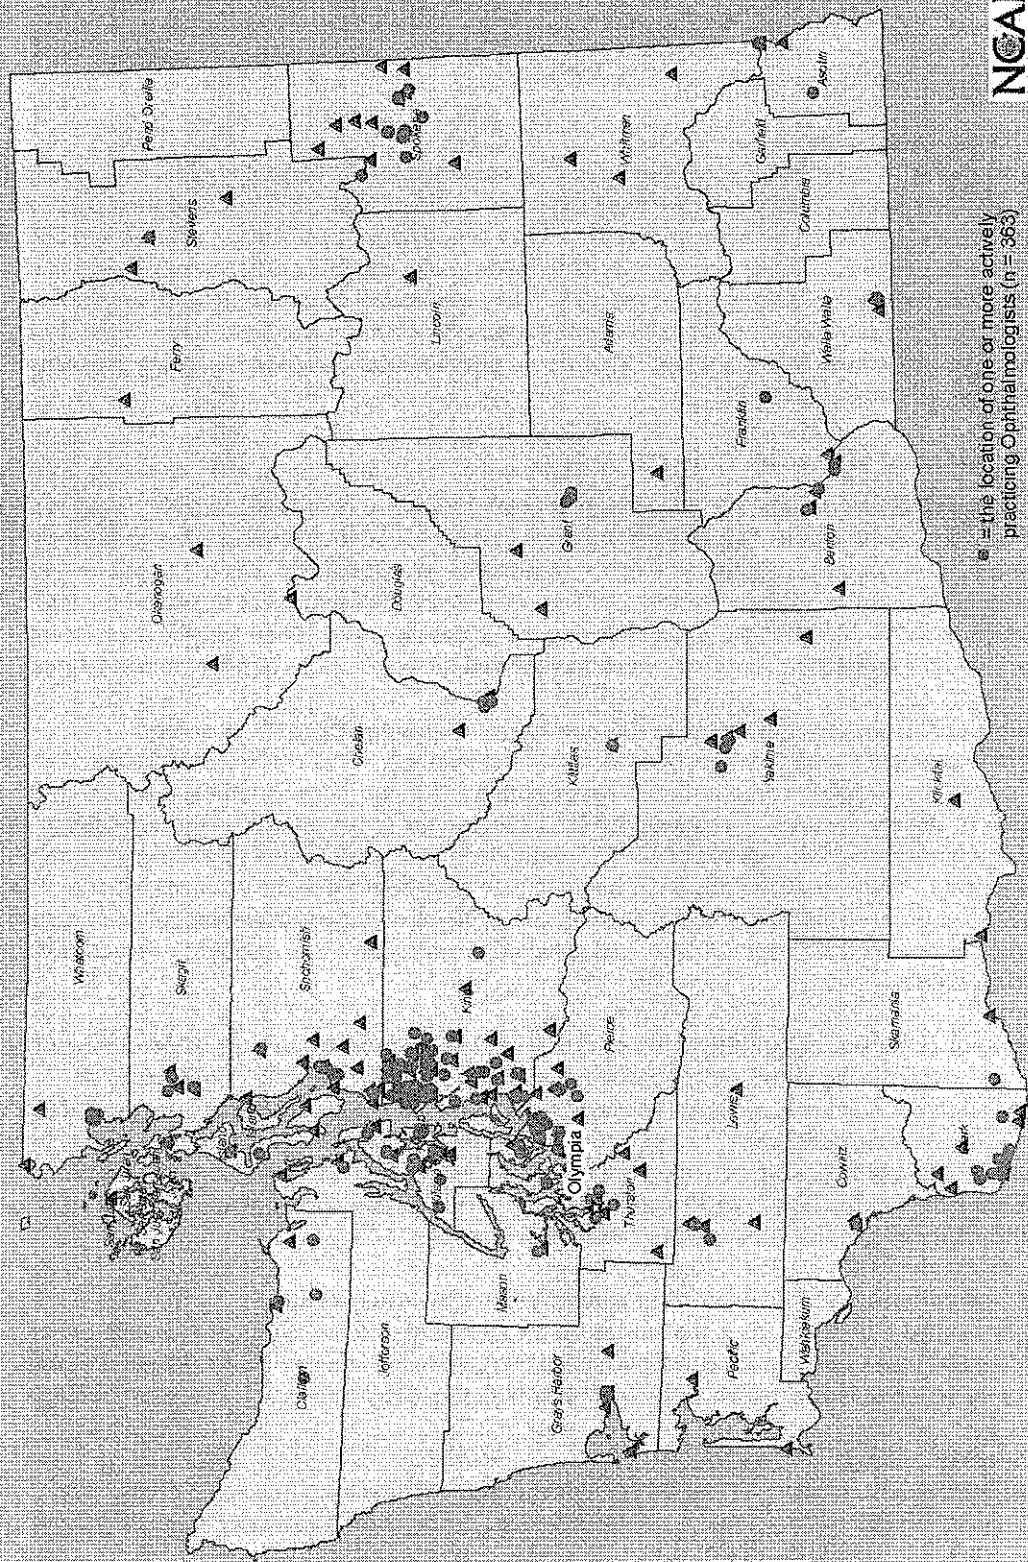 Whatcom
Pend Oreille
Okanogan
Ferry
Stevens
Skagit
Snohomish
Chelan
Clallam
Douglas
Lincoln
Spokane
Jefferson
King
Grant
Adams
Whitman
Mason
Kittitas
Grays Harbor
Olympia
Pierce
Thurston
Franklin
Garfield
Columbia
Pacific
Lewis
Yakima
Benton
Walla Walla
Asotin
Wahkiakum
Cowlitz
Skamania
Klickitat
Clark
= the location of one or more actively
practicing Ophthalmologists (n = 363)